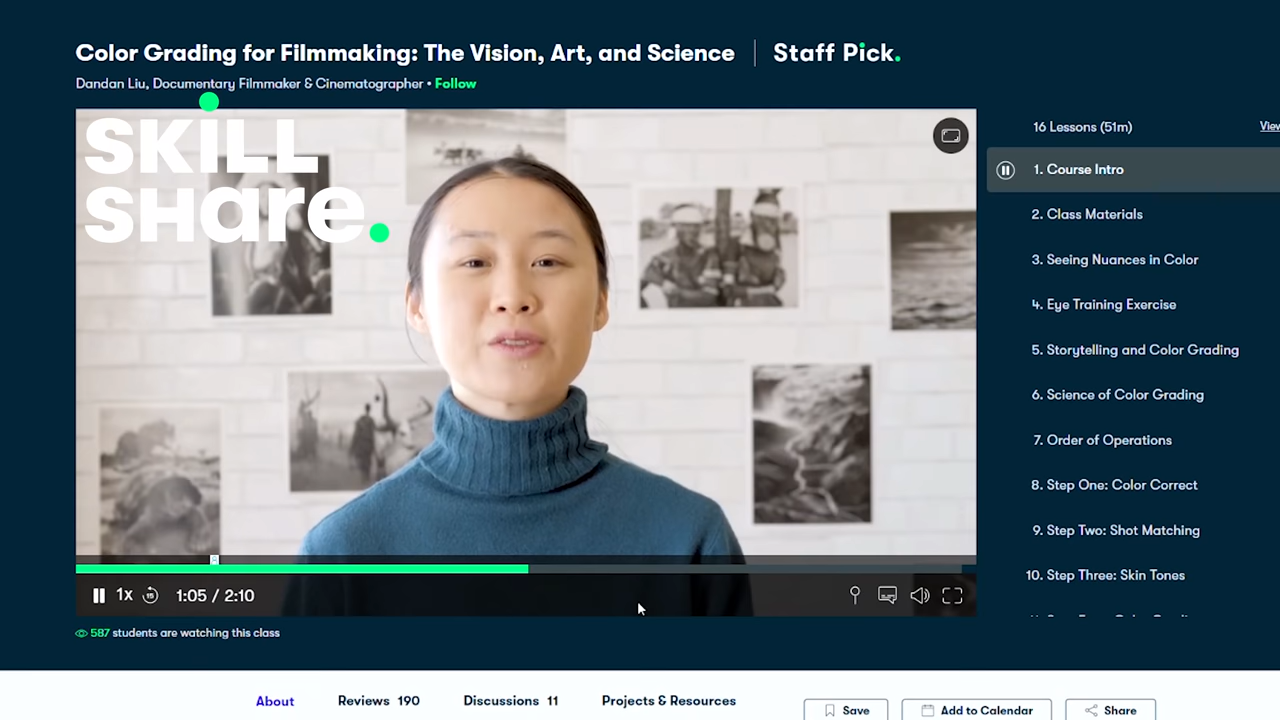 Color Grading for Filmmaking: The Vision, Art, and Science
Staff Pick.
Dandan Liu, Documentary Filmmaker & Cinematographer • Follow
SKILL
SHare.
16 Lessons (51m)
View
1. Course Intro
2. Class Materials
3. Seeing Nuances in Color
4. Eye Training Exercise
5. Storytelling and Color Grading
6. Science of Color Grading
7. Order of Operations
8. Step One: Color Correct
9. Step Two: Shot Matching
10. Step Three: Skin Tones
1x
15
1:05 / 2:10
587 students are watching this class
About
Reviews 190
Discussions 11
Projects & Resources
Save
Add to Calendar
Share